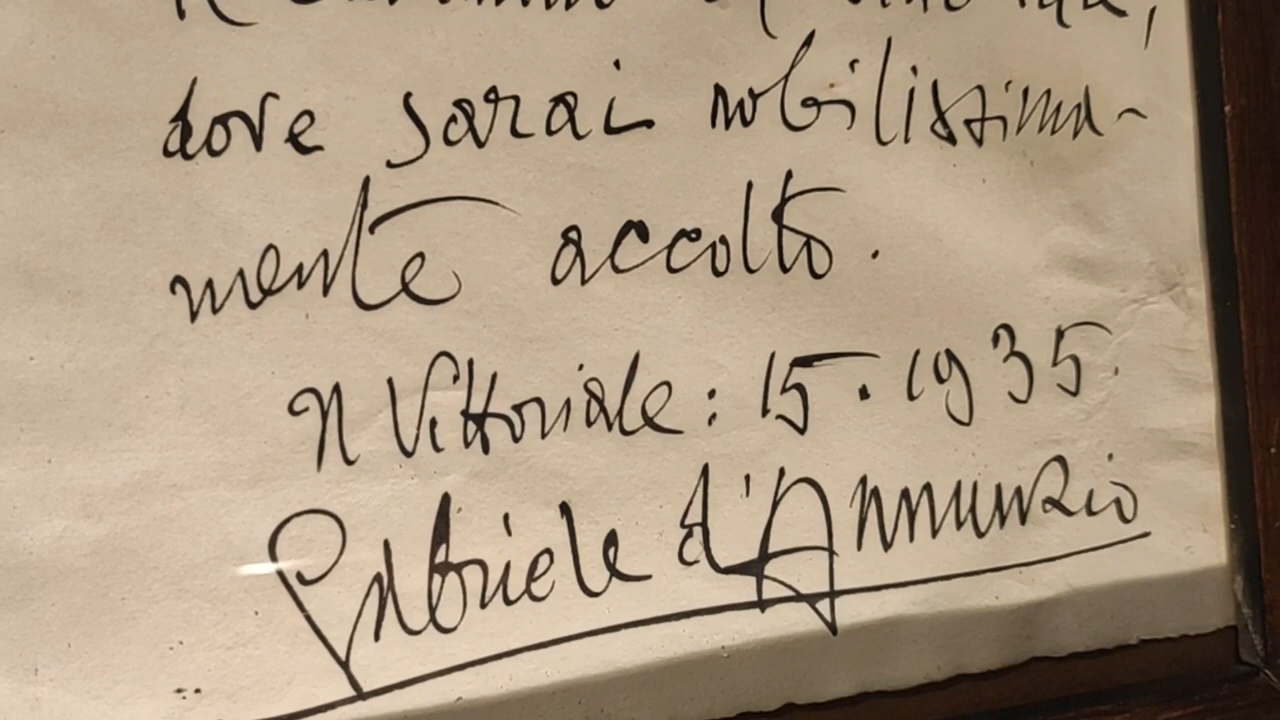 dove sarai nobilissima-
mente accolto.
Il Vittoriale: 15.1935
Gabriele d'Annunzio